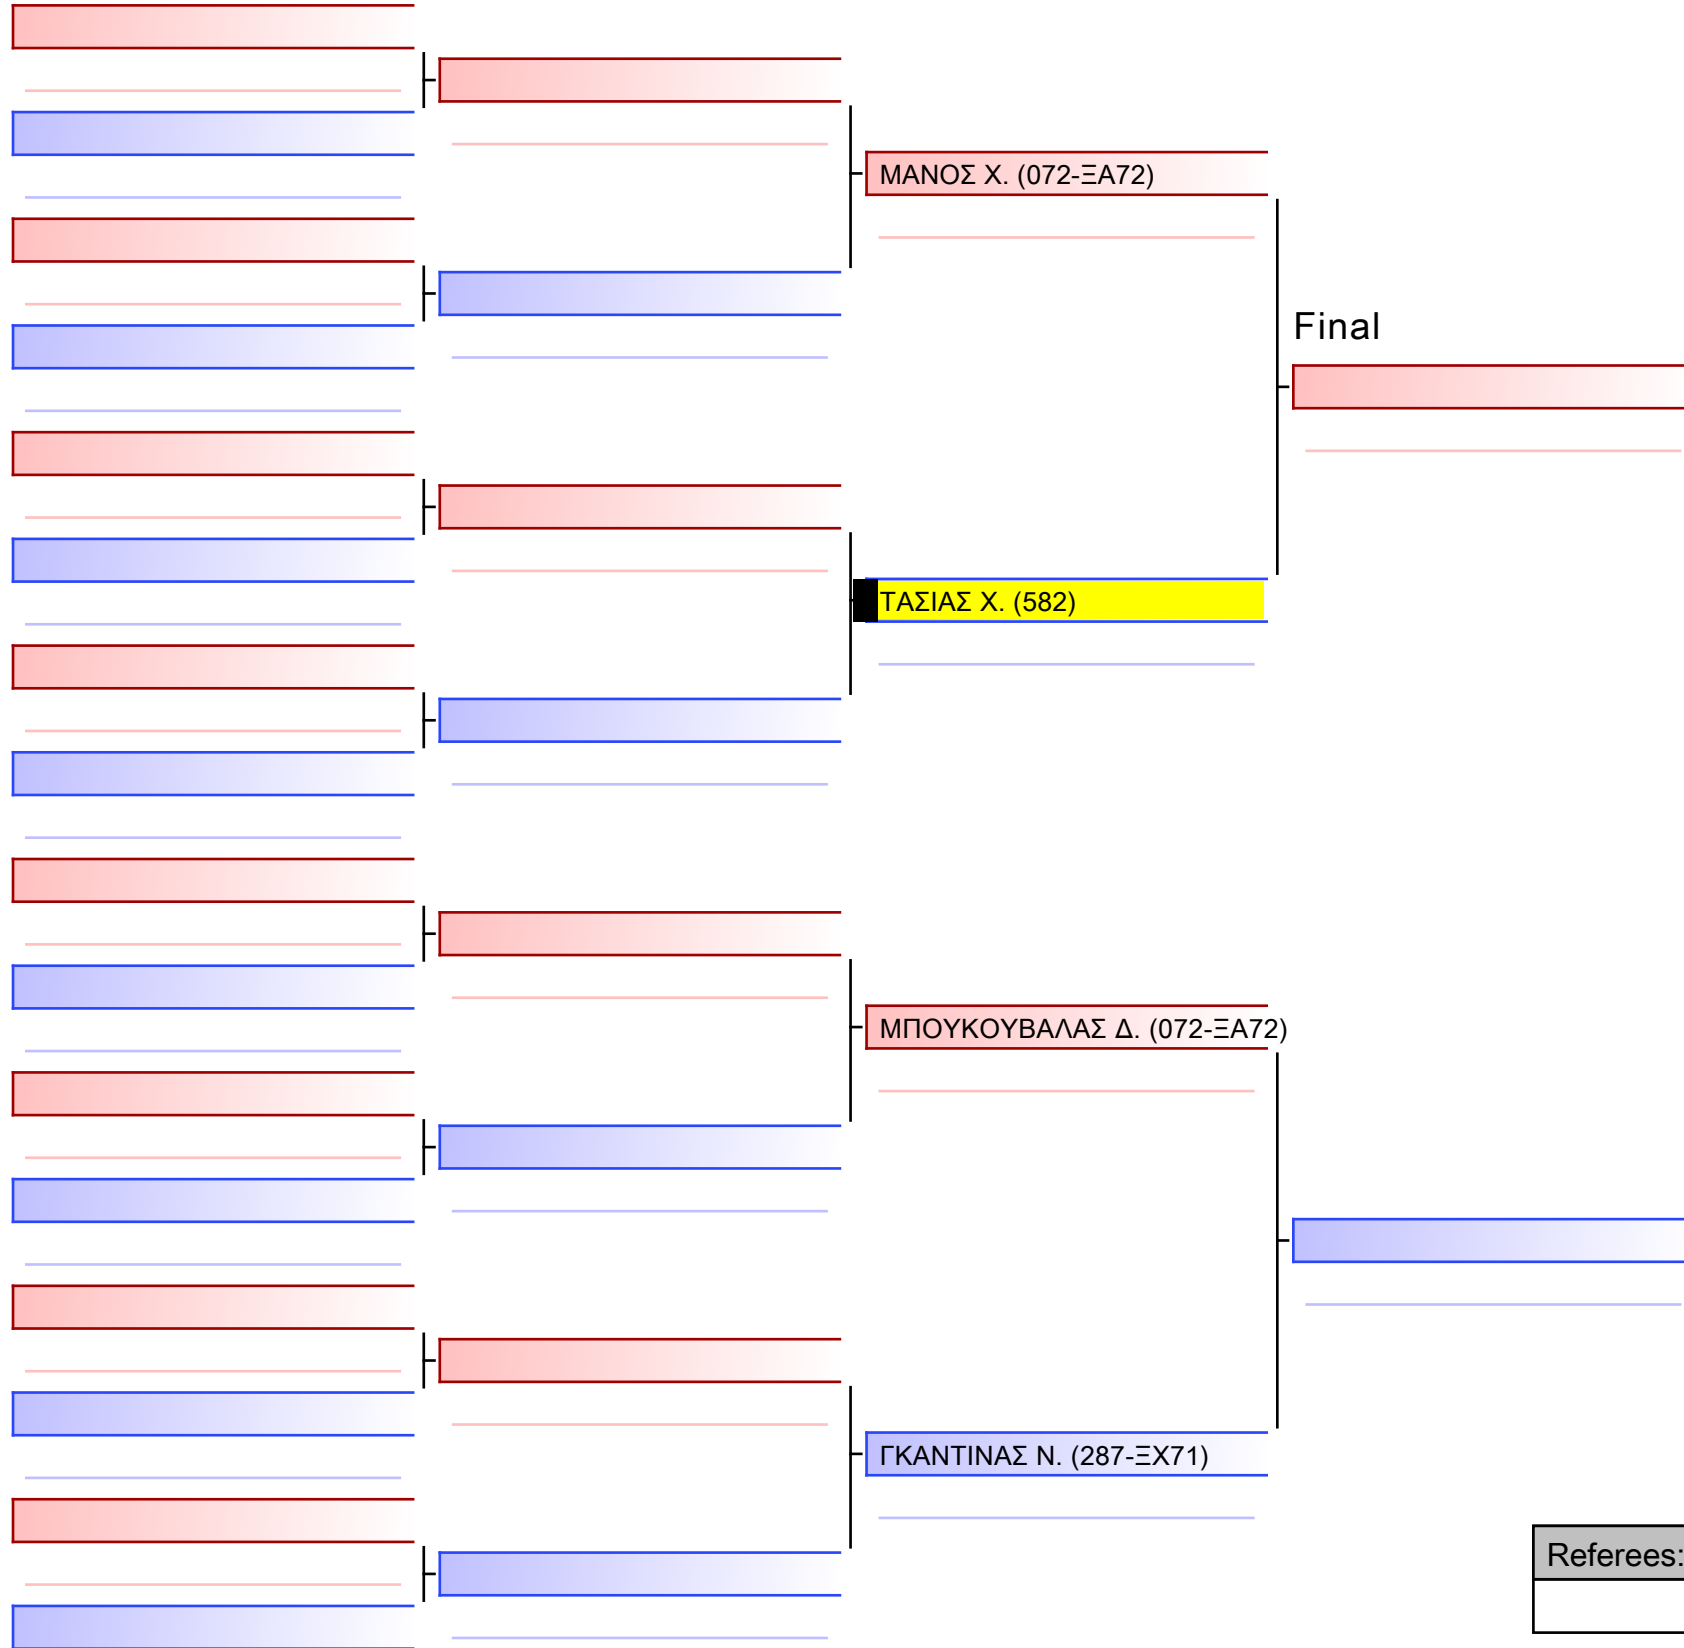 ΜΑΝΟΣ Χ. (072-ΞΑ72)
Final
ΤΑΣΙΑΣ Χ. (582)
ΜΠΟΥΚΟΥΒΑΛΑΣ Δ. (072-ΞΑ72)
ΓΚΑΝΤΙΝΑΣ Ν. (287-ΞΧ71)
Referees: